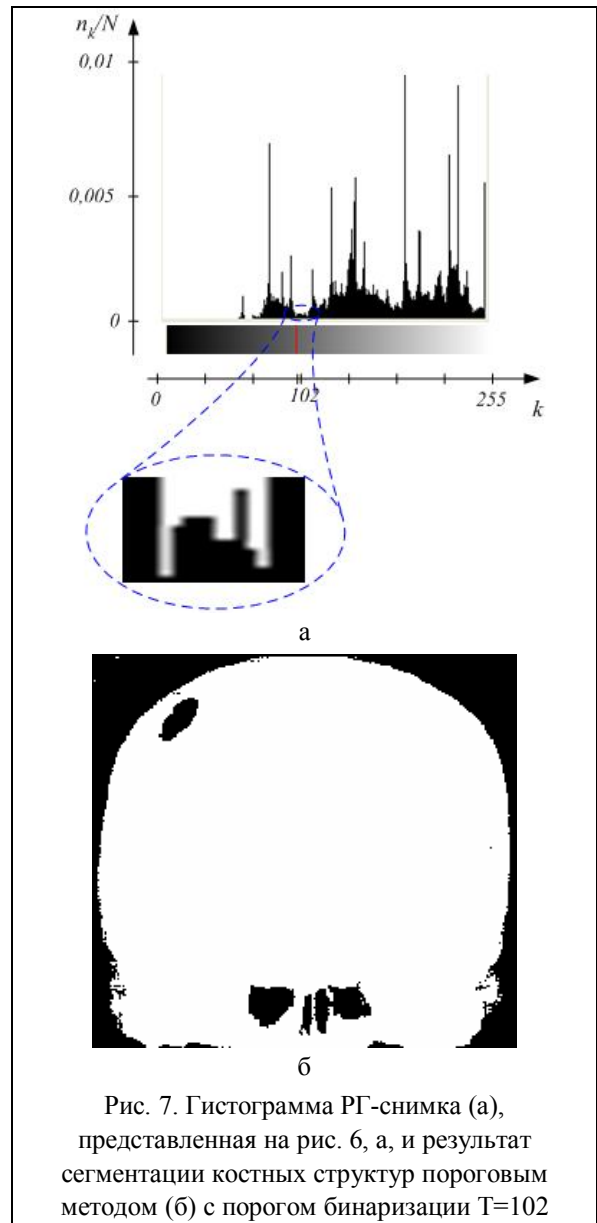 n_k/N
0,01
0,005
0
0
102
255
k
а
б
Рис. 7. Гистограмма РГ-снимка (а),
представленная на рис. 6, а, и результат
сегментации костных структур пороговым
методом (б) с порогом бинаризации T=102